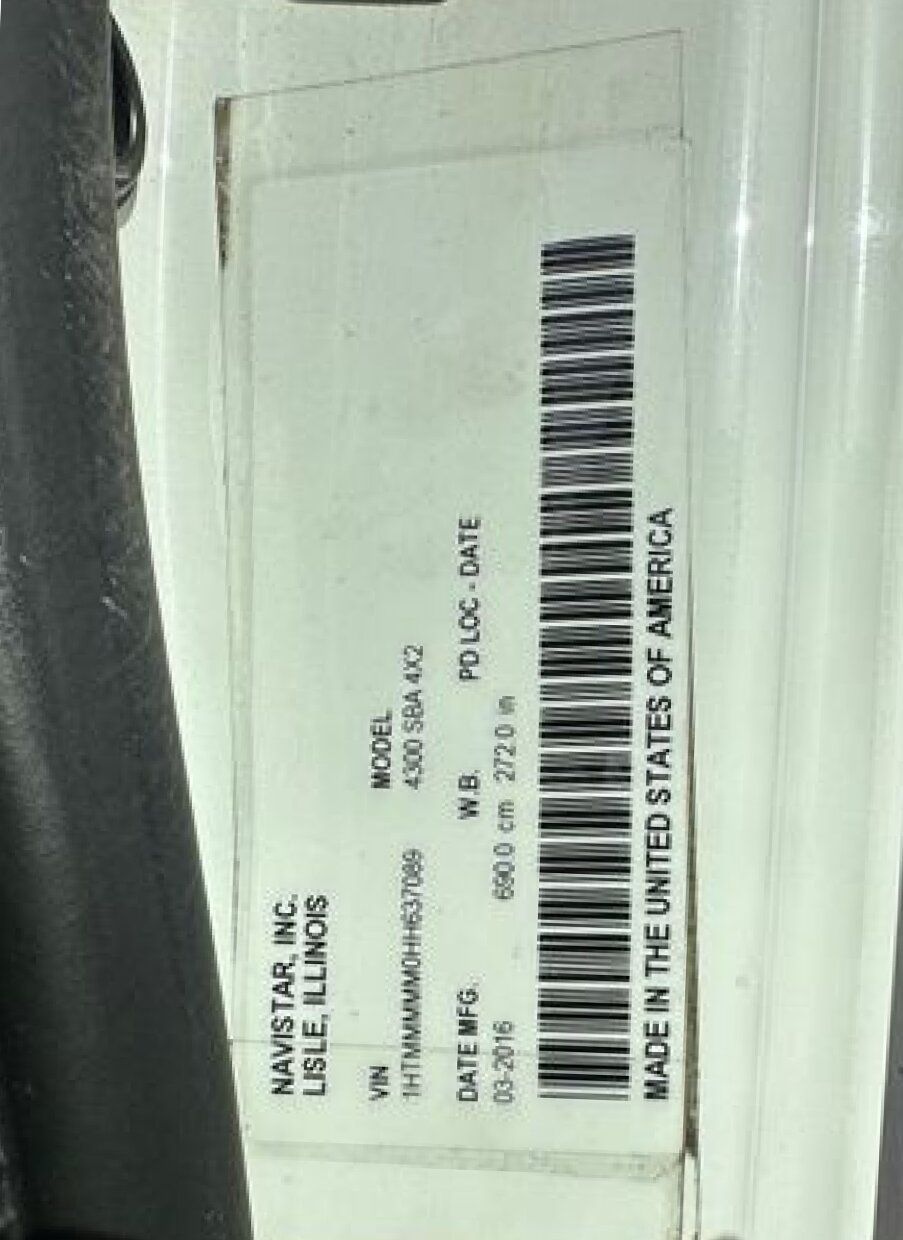 NAVISTAR, INC.
LISLE, ILLINOIS
VIN MODEL
1HTMMMMM0HH637089 4300 SBA 4X2
DATE MFG. W.B. PD LOC - DATE
03-2016 690.0 cm 272.0 in
MADE IN THE UNITED STATES OF AMERICA